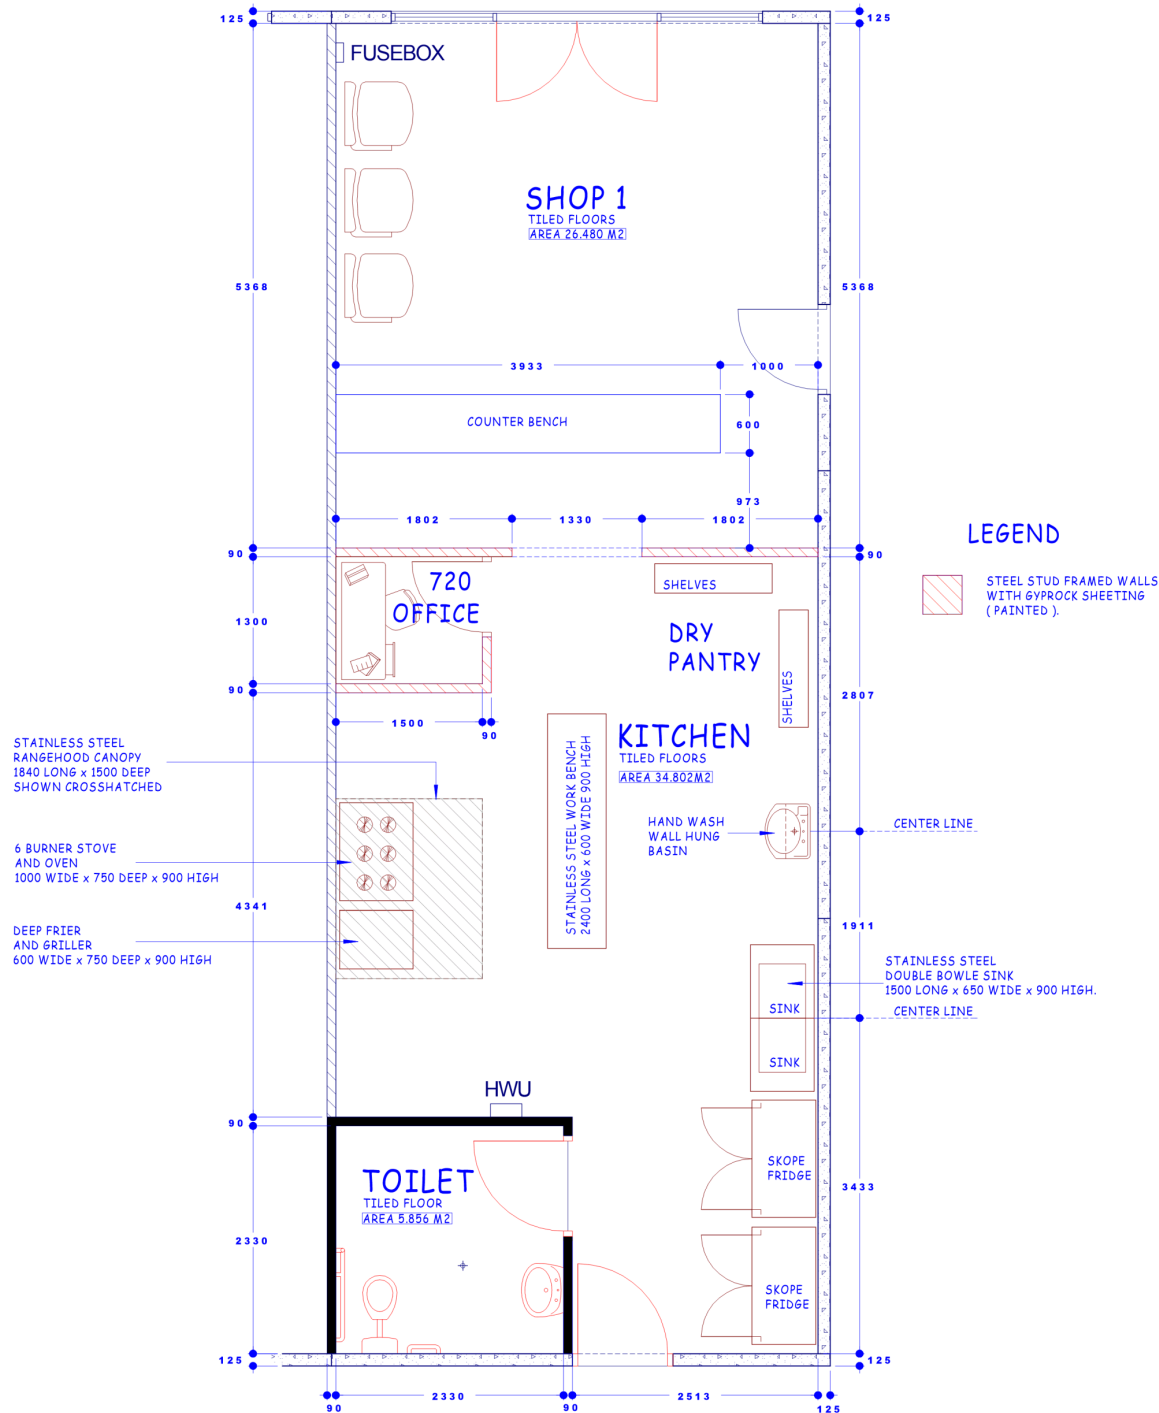 125
125
FUSEBOX
SHOP 1
TILED FLOORS
AREA 26.480 M2
5368
5368
3933
1000
COUNTER BENCH
600
973
1802
1330
1802
LEGEND
90
90
STEEL STUD FRAMED WALLS
WITH GYPROCK SHEETING
( PAINTED ).
720
OFFICE
SHELVES
1300
DRY
PANTRY
SHELVES
90
2807
1500
90
KITCHEN
TILED FLOORS
AREA 34.802M2
STAINLESS STEEL
RANGEHOOD CANOPY
1840 LONG x 1500 DEEP
SHOWN CROSSHATCHED
STAINLESS STEEL WORK BENCH
2400 LONG x 600 WIDE 900 HIGH
HAND WASH
WALL HUNG
BASIN
CENTER LINE
6 BURNER STOVE
AND OVEN
1000 WIDE x 750 DEEP x 900 HIGH
4341
1911
DEEP FRIER
AND GRILLER
600 WIDE x 750 DEEP x 900 HIGH
STAINLESS STEEL
DOUBLE BOWLE SINK
1500 LONG x 650 WIDE x 900 HIGH.
SINK
CENTER LINE
SINK
HWU
90
TOILET
TILED FLOOR
AREA 5.856 M2
SKOPE
FRIDGE
3433
2330
SKOPE
FRIDGE
125
125
2330
2513
90
90
125